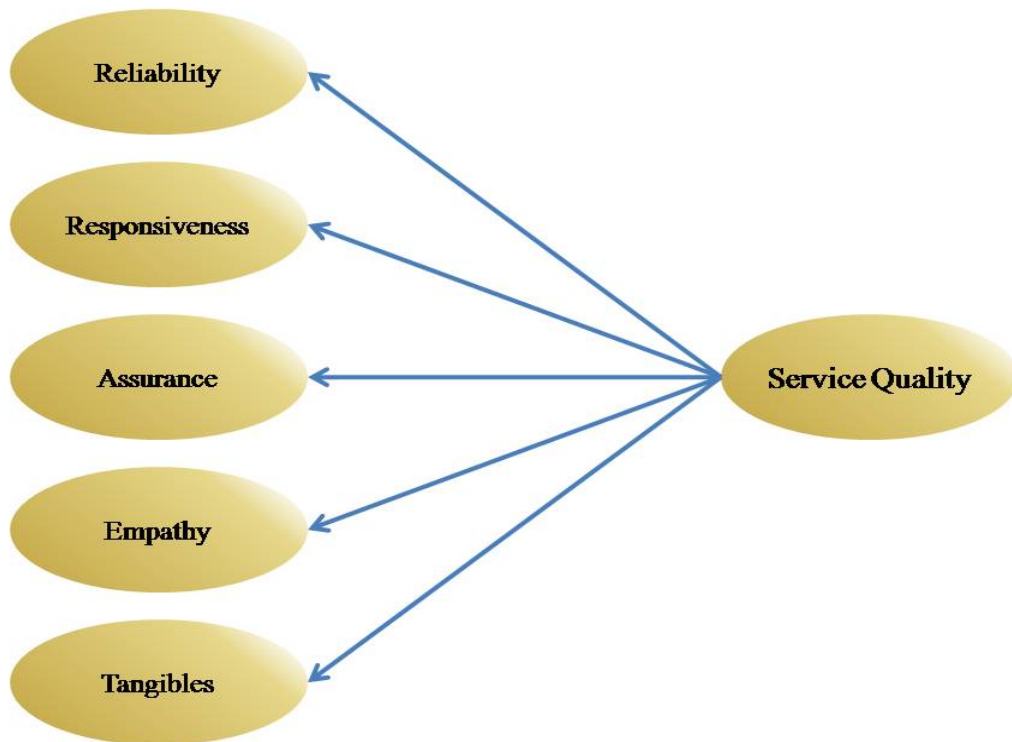 Reliability
Responsiveness
Assurance
Service Quality
Empathy
Tangibles